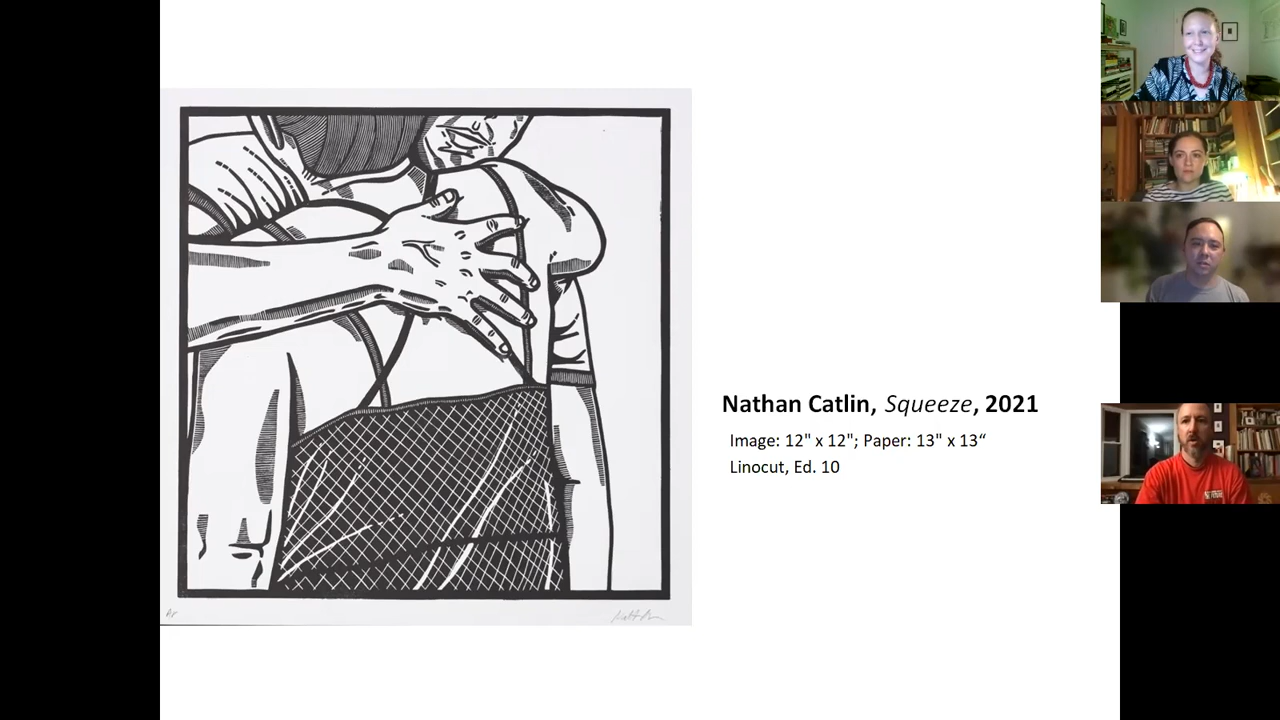 Nathan Catlin, Squeeze, 2021
Image: 12" x 12"; Paper: 13" x 13“
Linocut, Ed. 10